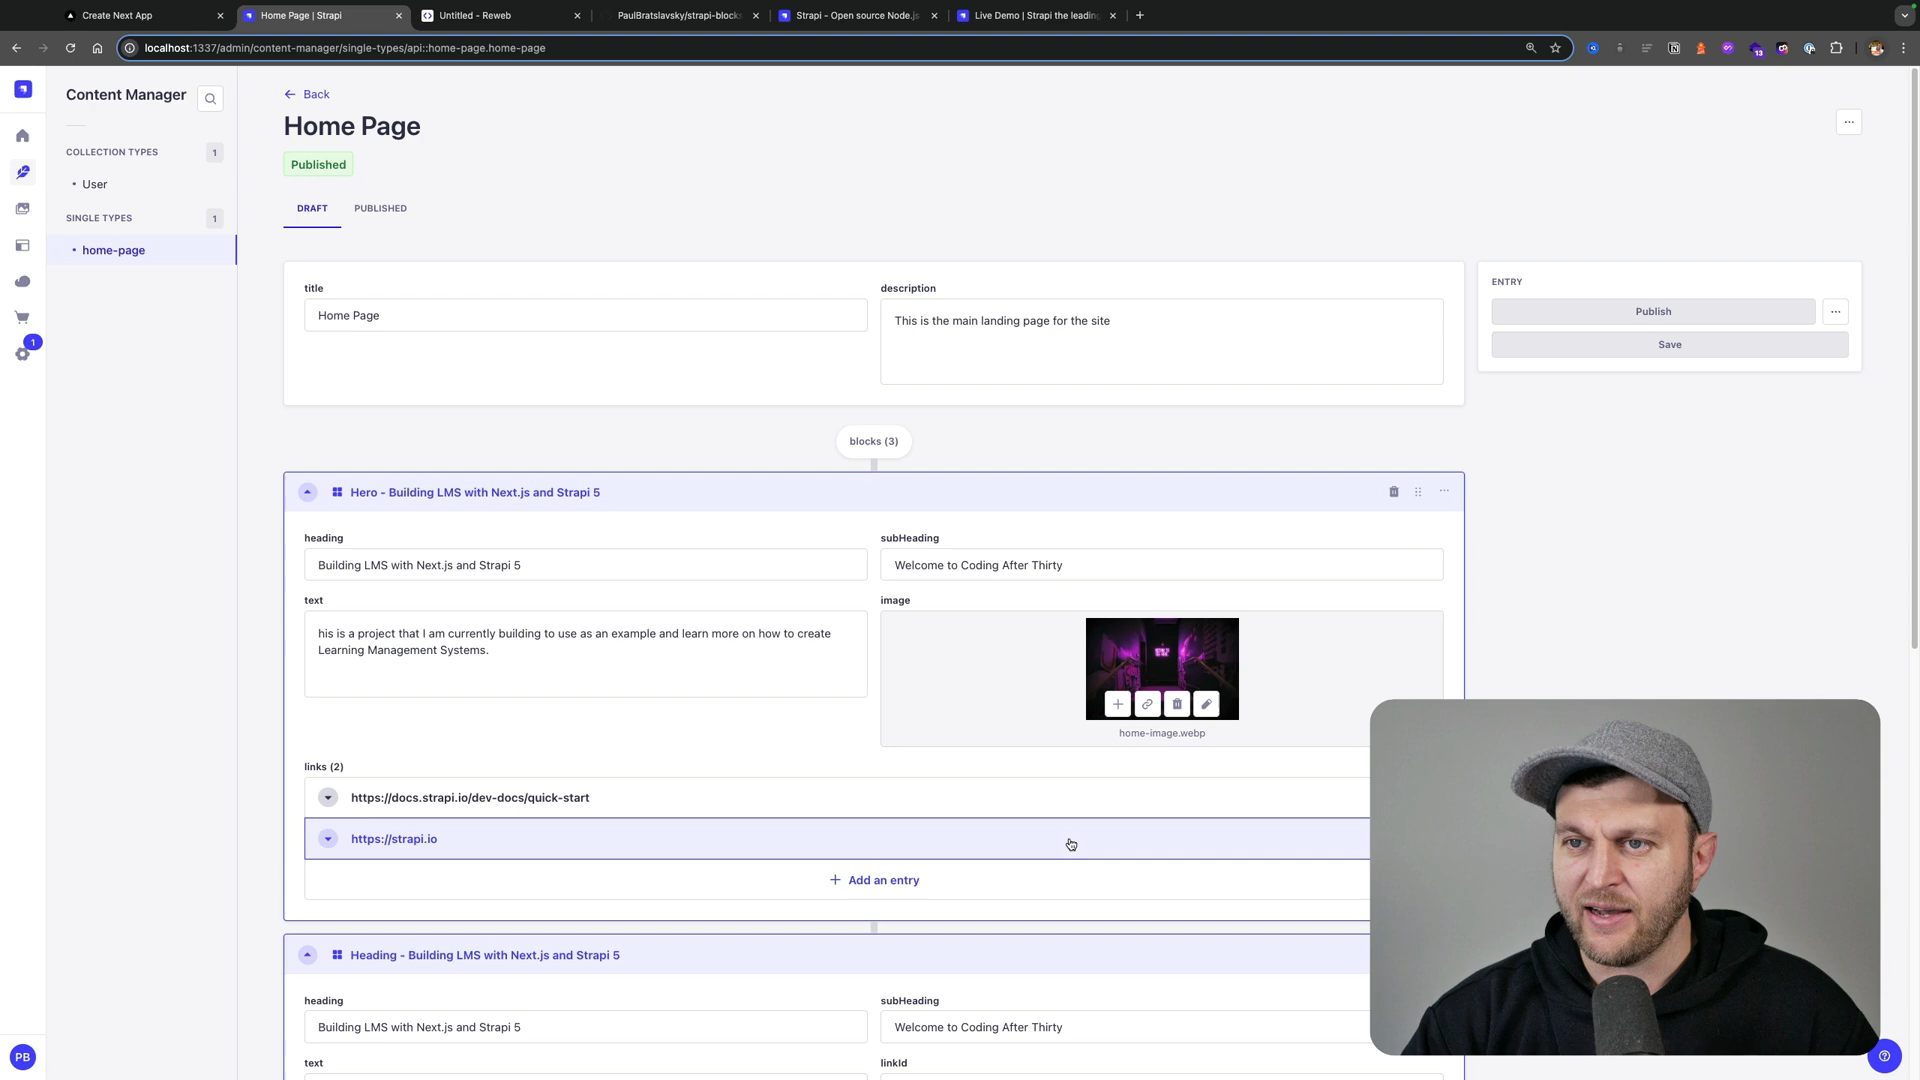 Create Next App
Home Page | Strapi
Untitled - Reweb
PaulBratslavsky/strapi-blocks
Strapi - Open source Node.js
Live Demo | Strapi the leading
localhost:1337/admin/content-manager/single-types/api::home-page.home-page
13
Content Manager
COLLECTION TYPES
1
User
SINGLE TYPES
1
home-page
1
PB
Back
Home Page
Published
DRAFT
PUBLISHED
title
Home Page
description
This is the main landing page for the site
ENTRY
Publish
Save
blocks (3)
Hero - Building LMS with Next.js and Strapi 5
heading
Building LMS with Next.js and Strapi 5
subHeading
Welcome to Coding After Thirty
text
his is a project that I am currently building to use as an example and learn more on how to create
Learning Management Systems.
image
home-image.webp
links (2)
https://docs.strapi.io/dev-docs/quick-start
https://strapi.io
Add an entry
Heading - Building LMS with Next.js and Strapi 5
heading
Building LMS with Next.js and Strapi 5
subHeading
Welcome to Coding After Thirty
text
linkId